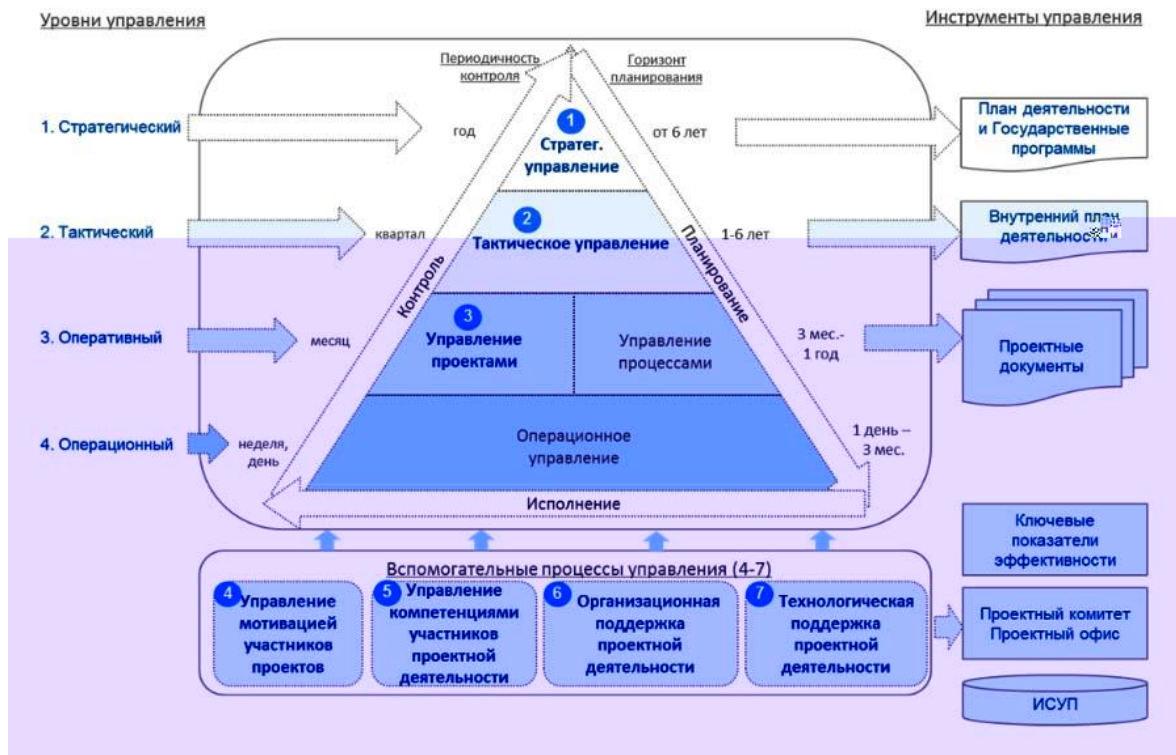 Уровни управления
Инструменты управления
Периодичность
контроля
Горизонт
планирования
1. Стратегический
год
1
Стратег.
управление
от 6 лет
План деятельности
и Государственные
программы
2. Тактический
квартал
2
Тактическое управление
1-6 лет
Внутренний план
деятельности
Контроль
Планирование
3. Оперативный
месяц
3
Управление
проектами
Управление
процессами
3 мес.-
1 год
Проектные
документы
4. Операционный
неделя,
день
Операционное
управление
1 день –
3 мес.
Исполнение
Ключевые
показатели
эффективности
Вспомогательные процессы управления (4-7)
4
Управление
мотивацией
участников
проектов
5
Управление
компетенциями
участников
проектной
деятельности
6
Организационная
поддержка
проектной
деятельности
7
Технологическая
поддержка
проектной
деятельности
Проектный комитет
Проектный офис
ИСУП